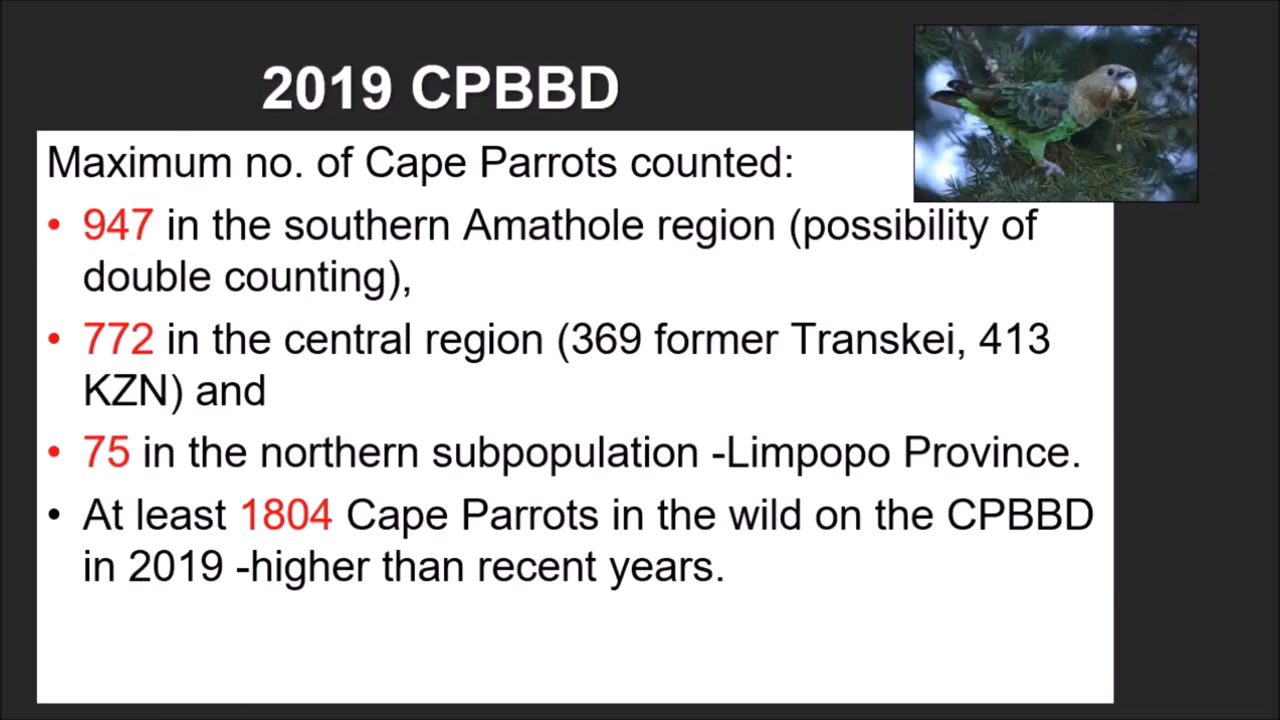 2019 CPBBD
Maximum no. of Cape Parrots counted:
• 947 in the southern Amathole region (possibility of
double counting),
• 772 in the central region (369 former Transkei, 413
KZN) and
• 75 in the northern subpopulation -Limpopo Province.
• At least 1804 Cape Parrots in the wild on the CPBBD
in 2019 -higher than recent years.